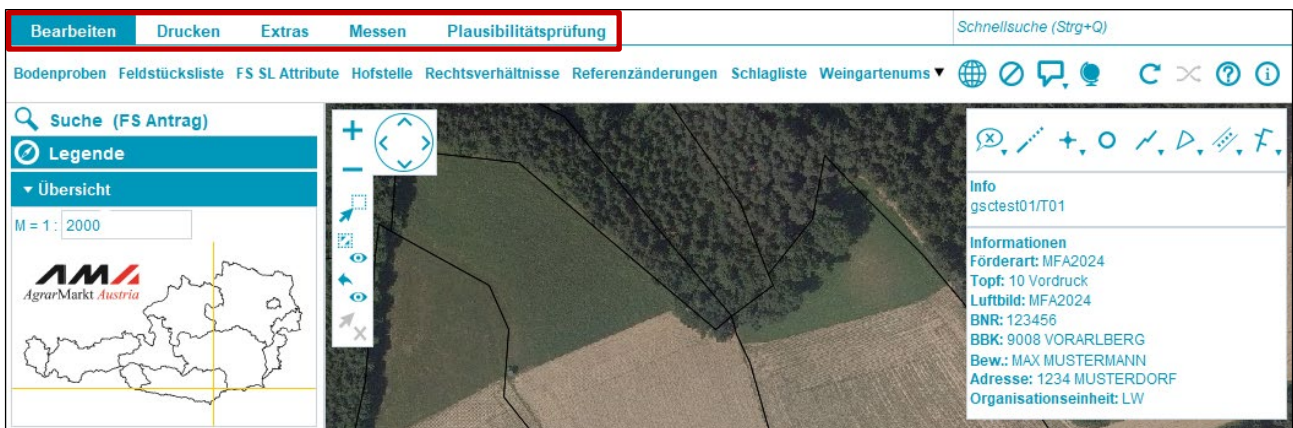 Bearbeiten Drucken Extras Messen Plausibilitätsprüfung
Schnellsuche (Strg+Q)
Bodenproben Feldstücksliste FS SL Attribute Hofstelle Rechtsverhältnisse Referenzänderungen Schlagliste Weingartenums
Suche (FS Antrag)
Legende
Übersicht
M = 1 : 2000
AMA
AgrarMarkt Austria
Info
gsctest01/T01
Informationen
Förderart: MFA2024
Topf: 10 Vordruck
Luftbild: MFA2024
BNR: 123456
BBK: 9008 VORARLBERG
Bew.: MAX MUSTERMANN
Adresse: 1234 MUSTERDORF
Organisationseinheit: LW